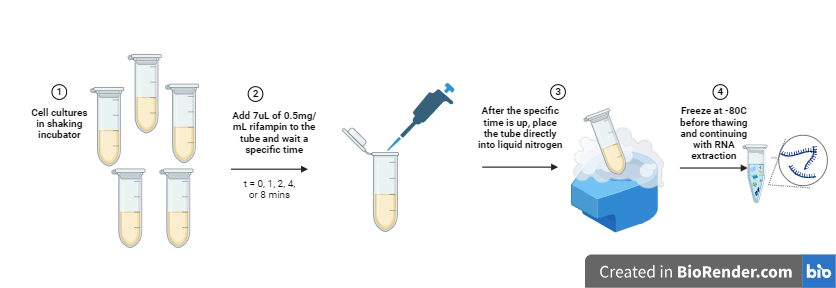 1
Cell cultures
in shaking
incubator
2
Add 7uL of 0.5mg/
mL rifampin to the
tube and wait a
specific time
t = 0, 1, 2, 4,
or 8 mins
3
After the specific
time is up, place
the tube directly
into liquid nitrogen
4
Freeze at -80C
before thawing
and continuing
with RNA
extraction
Created in BioRender.com bio